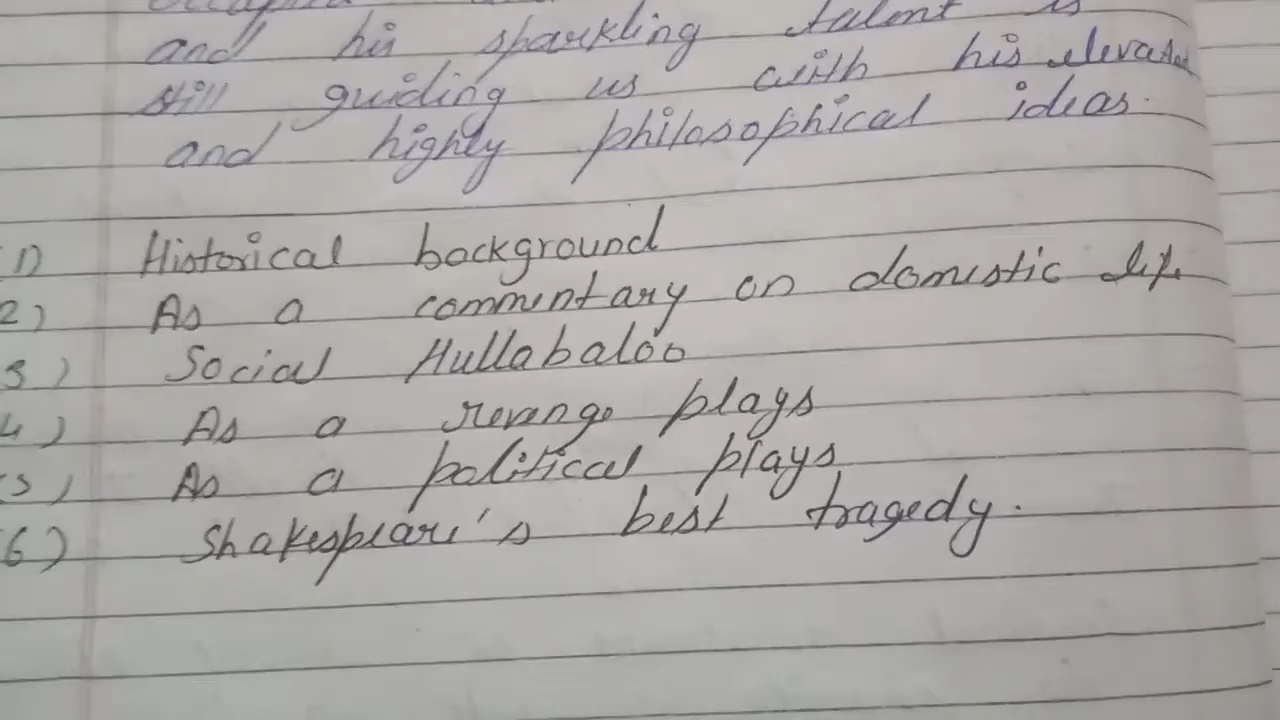 and his sparkling talent is
still guiding us with his elevated
and highly philosophical ideas.
1) Historical background
2) As a commentary on domestic life
3) Social Hullabaloo
4) As a revenge plays
5) As a political plays
6) Shakespeare's best tragedy.